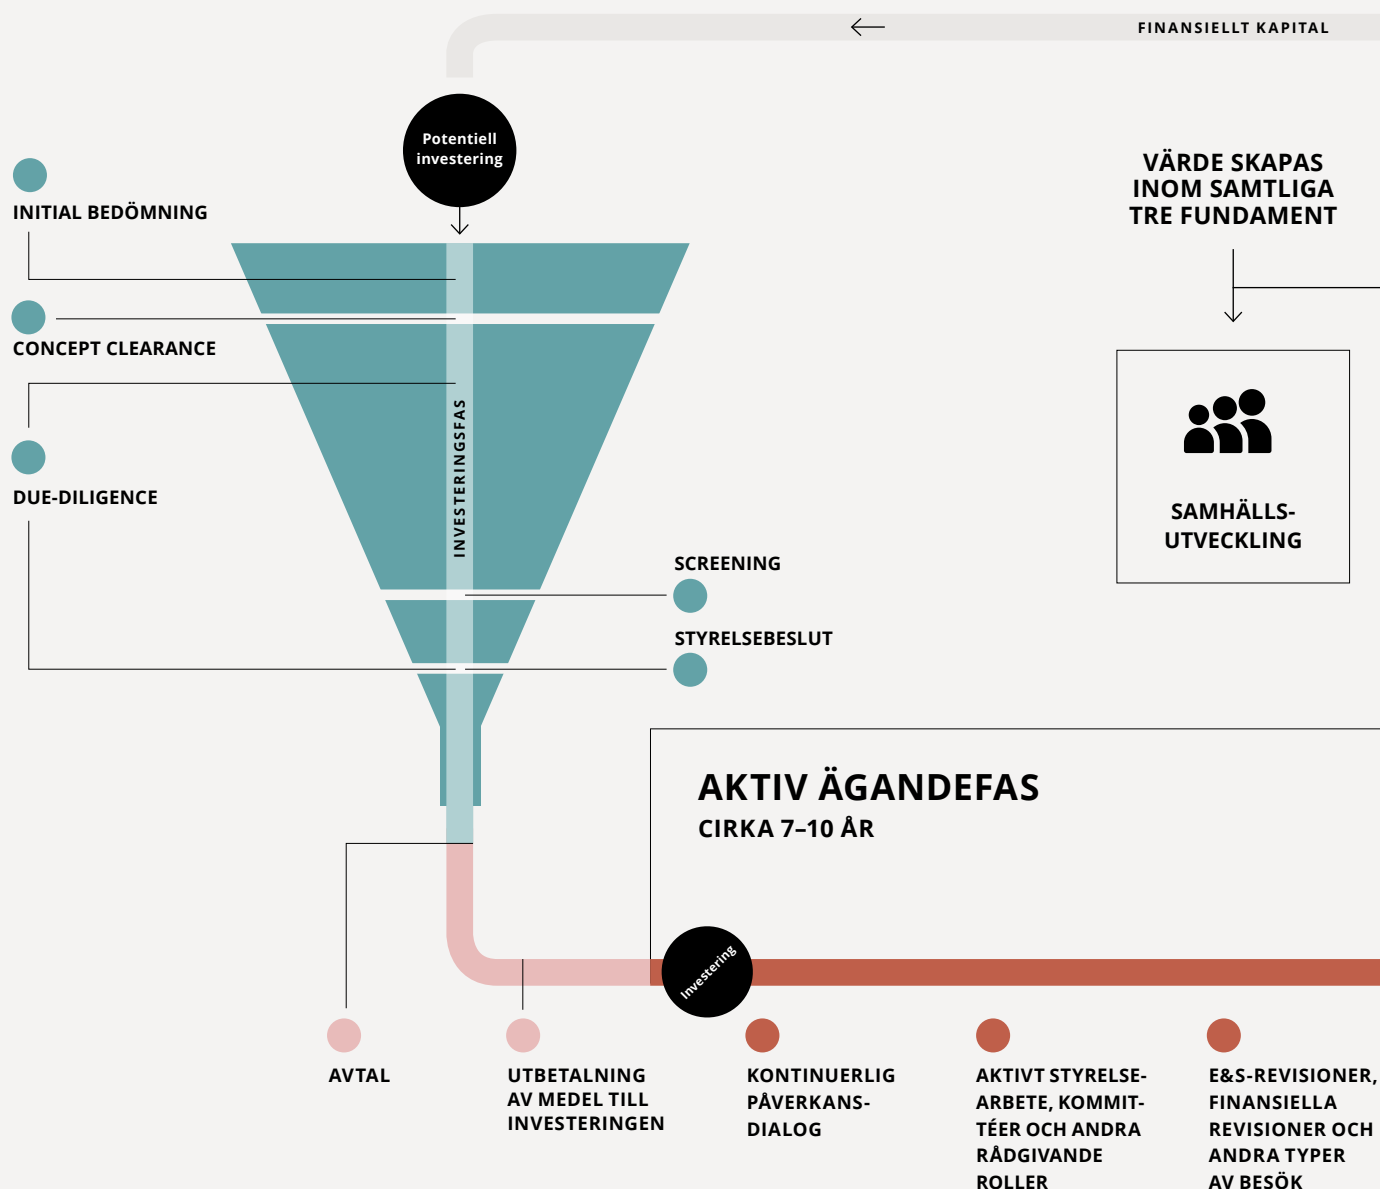 FINANSIELLT KAPITAL
Potentiell
investering
INITIAL BEDÖMNING
CONCEPT CLEARANCE
DUE-DILIGENCE
INVESTERINGSFAS
SCREENING
STYRELSEBESLUT
VÄRDE SKAPAS
INOM SAMTLIGA
TRE FUNDAMENT
SAMHÄLLS-
UTVECKLING
AKTIV ÄGANDEFAS
CIRKA 7–10 ÅR
Investering
AVTAL
UTBETALNING
AV MEDEL TILL
INVESTERINGEN
KONTINUERLIG
PÅVERKANS-
DIALOG
AKTIVT STYRELSE-
ARBETE, KOMMIT-
TÉER OCH ANDRA
RÅDGIVANDE
ROLLER
E&S-REVISIONER,
FINANSIELLA
REVISIONER OCH
ANDRA TYPER
AV BESÖK